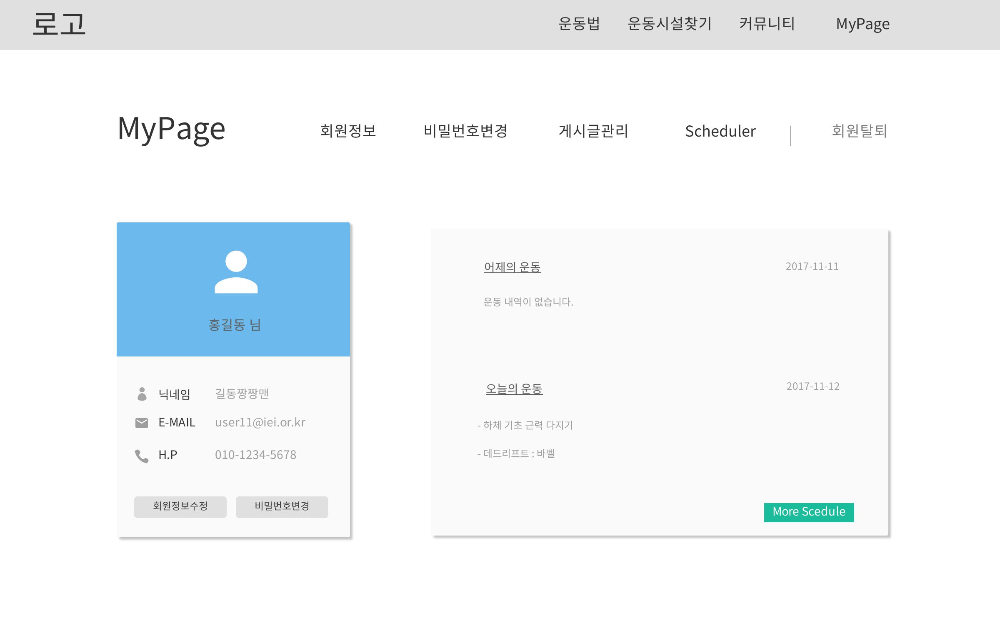 로고
운동법 운동시설찾기 커뮤니티 MyPage
MyPage 회원정보 비밀번호변경 게시글관리 Scheduler | 회원탈퇴
홍길동 님
닉네임 길동짱짱맨
E-MAIL user11@iei.or.kr
H.P 010-1234-5678
회원정보수정 비밀번호변경
어제의 운동 2017-11-11
운동 내역이 없습니다.
오늘의 운동 2017-11-12
- 하체 기초 근력 다지기
- 데드리프트 : 바벨
More Scedule